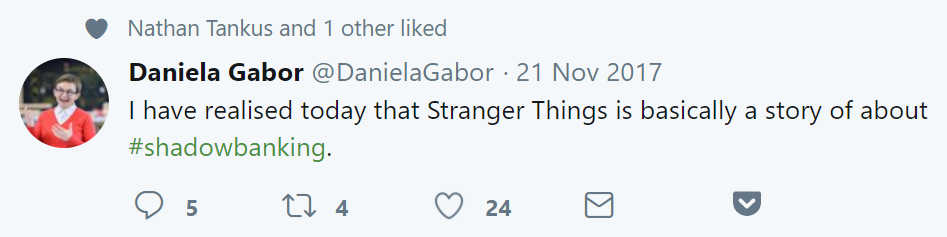 Nathan Tankus and 1 other liked
Daniela Gabor @DanielaGabor · 21 Nov 2017
I have realised today that Stranger Things is basically a story of about
#shadowbanking.
5 4 24